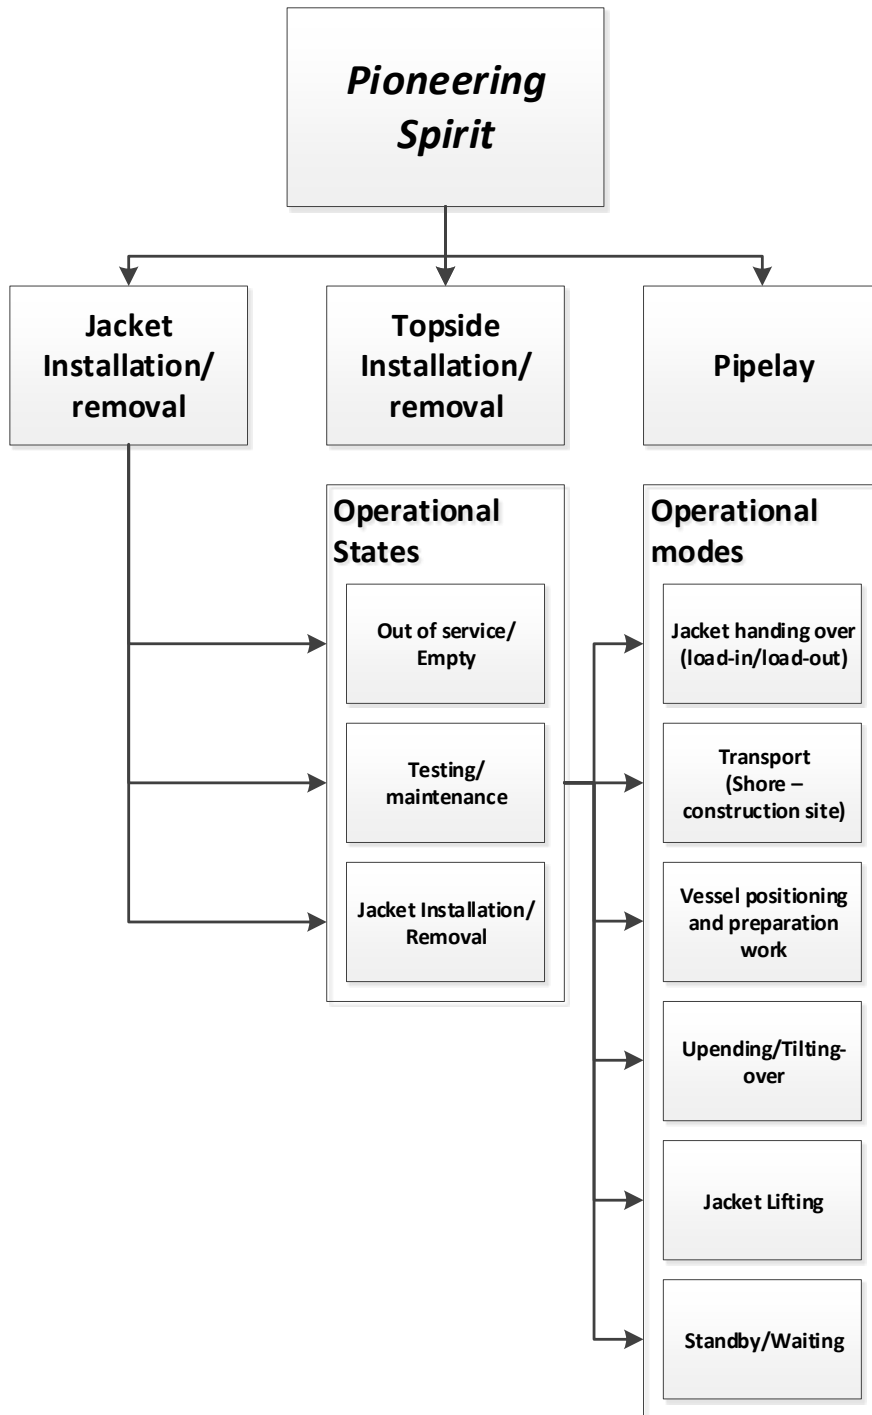 Pioneering
Spirit
Jacket
Installation/
removal
Topside
Installation/
removal
Pipelay
Operational
States
Out of service/
Empty
Testing/
maintenance
Jacket Installation/
Removal
Operational
modes
Jacket handing over
(load-in/load-out)
Transport
(Shore –
construction site)
Vessel positioning
and preparation
work
Upending/Tilting-
over
Jacket Lifting
Standby/Waiting